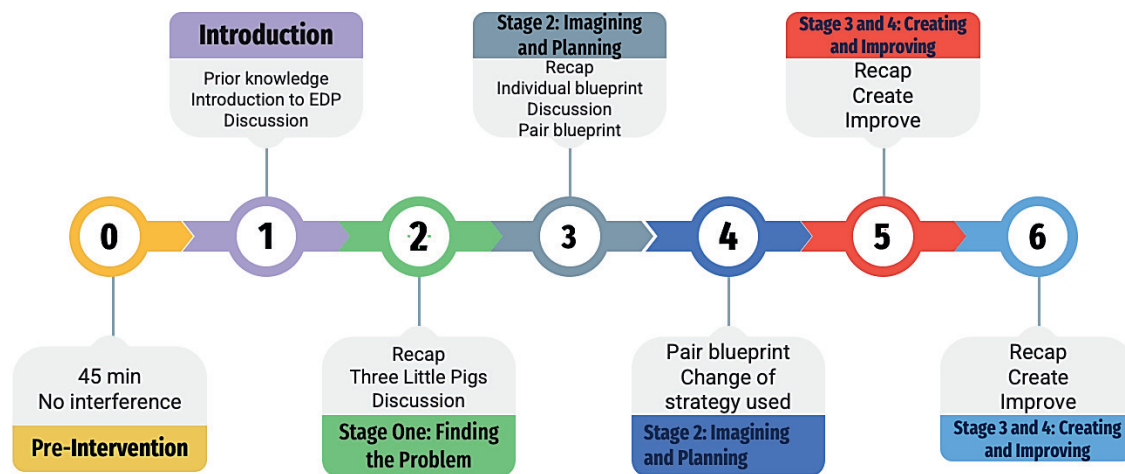 Introduction
Prior knowledge
Introduction to EDP
Discussion
Stage 2: Imagining
and Planning
Recap
Individual blueprint
Discussion
Pair blueprint
Stage 3 and 4: Creating
and Improving
Recap
Create
Improve
0
1
2
3
4
5
6
45 min
No interference
Pre-Intervention
Recap
Three Little Pigs
Discussion
Stage One: Finding
the Problem
Pair blueprint
Change of
strategy used
Stage 2: Imagining
and Planning
Recap
Create
Improve
Stage 3 and 4: Creating
and Improving